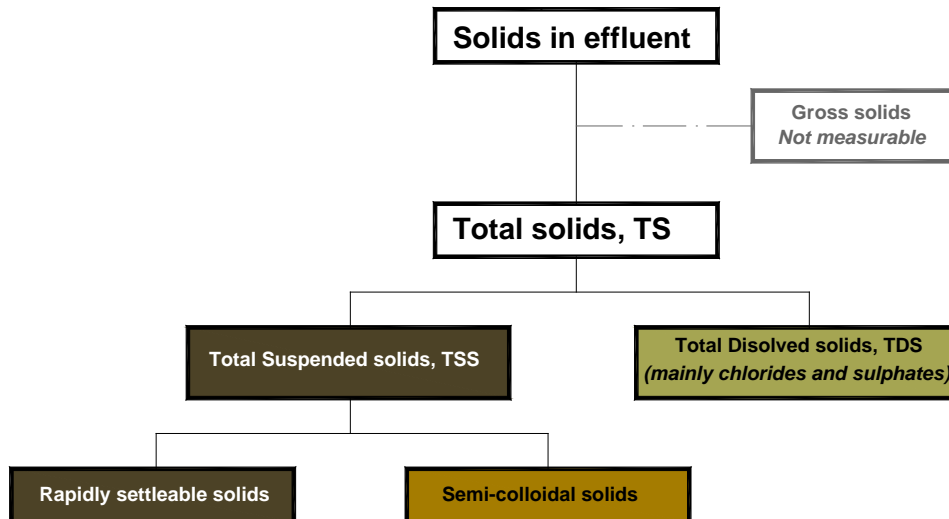 Solids in effluent
Gross solids
Not measurable
Total solids, TS
Total Suspended solids, TSS
Total Disolved solids, TDS
(mainly chlorides and sulphates)
Rapidly settleable solids
Semi-colloidal solids